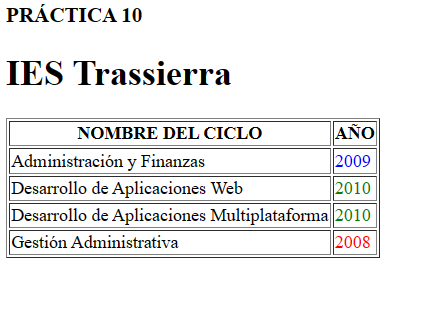 PRÁCTICA 10
IES Trassierra
NOMBRE DEL CICLO AÑO
Administración y Finanzas 2009
Desarrollo de Aplicaciones Web 2010
Desarrollo de Aplicaciones Multiplataforma 2010
Gestión Administrativa 2008